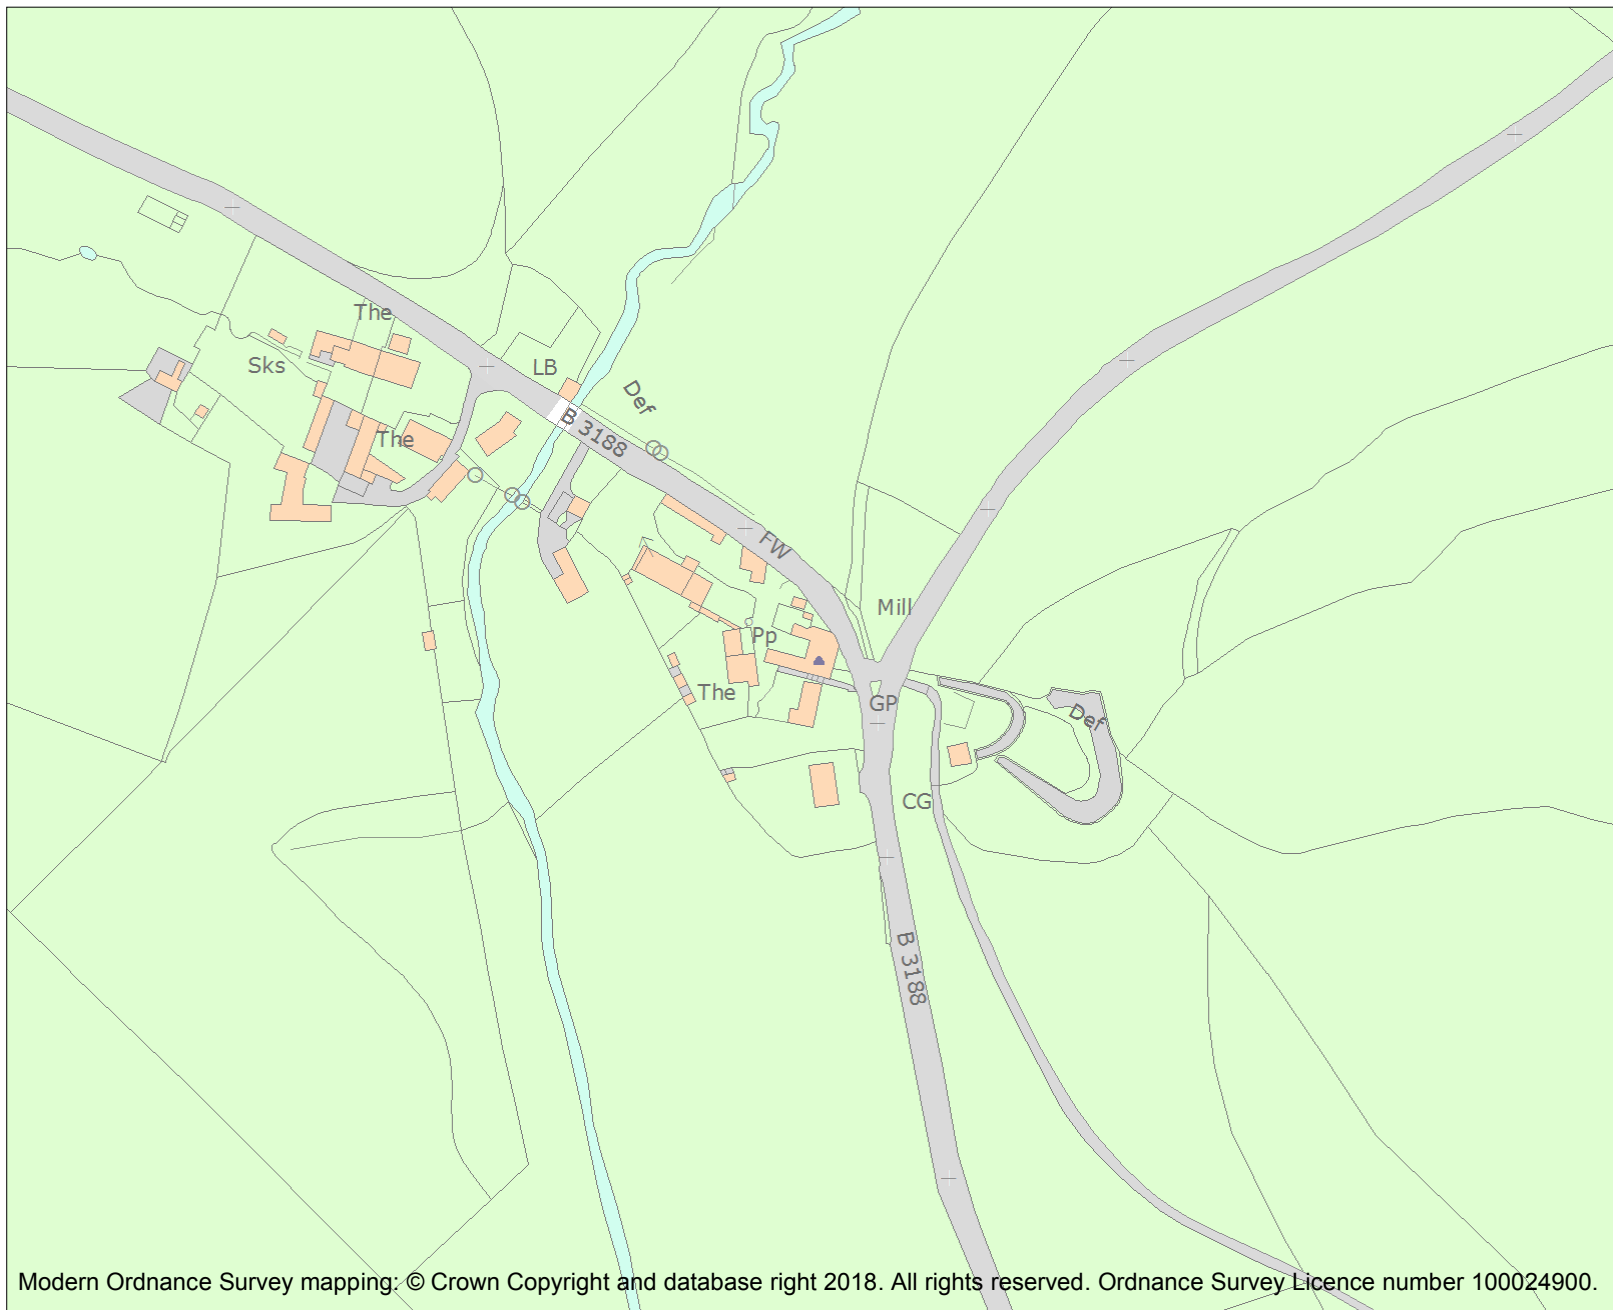 The
Sks
LB
Def
B 3188
The
FW
Mill
Pp
The
GP
Def
CG
B 3188
Modern Ordnance Survey mapping: © Crown Copyright and database right 2018. All rights reserved. Ordnance Survey Licence number 100024900.